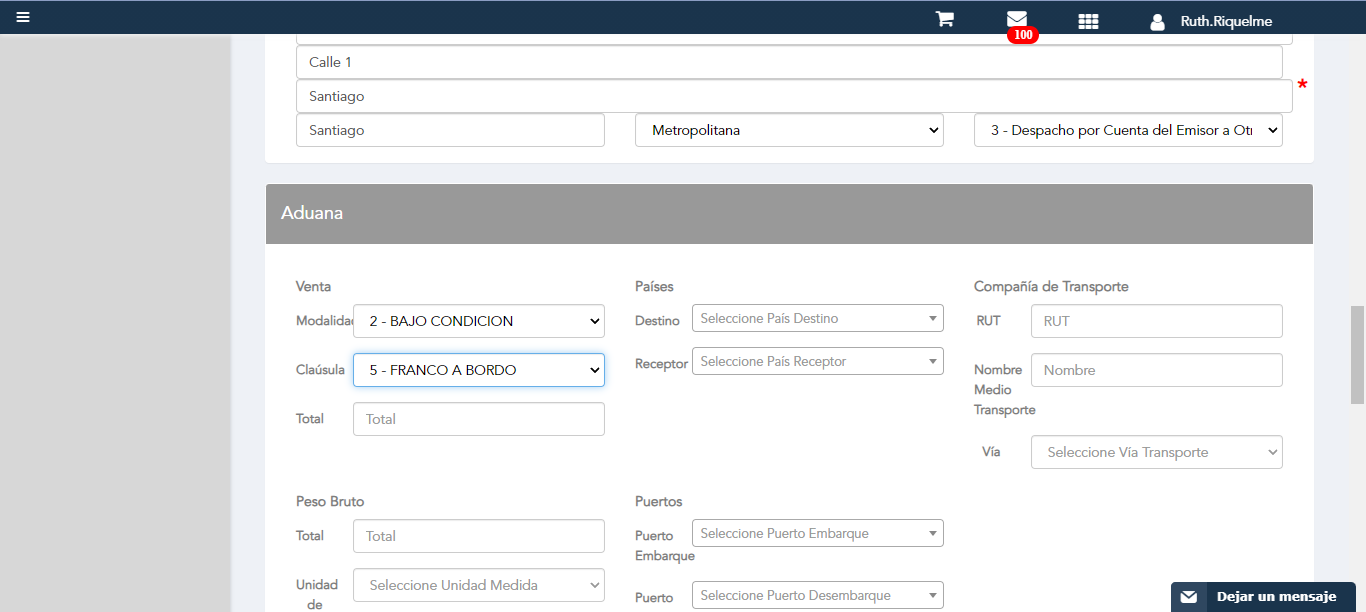 100
Ruth.Riquelme
Calle 1
Santiago
*
Santiago
Metropolitana
3 - Despacho por Cuenta del Emisor a Otr
Aduana
Venta
Modalidad
2 - BAJO CONDICION
Claúsula
5 - FRANCO A BORDO
Total
Total
Países
Destino
Seleccione País Destino
Receptor
Seleccione País Receptor
Compañía de Transporte
RUT
RUT
Nombre
Medio
Transporte
Nombre
Vía
Seleccione Vía Transporte
Peso Bruto
Total
Total
Unidad
de
Seleccione Unidad Medida
Puertos
Puerto
Embarque
Seleccione Puerto Embarque
Puerto
Seleccione Puerto Desembarque
Dejar un mensaje